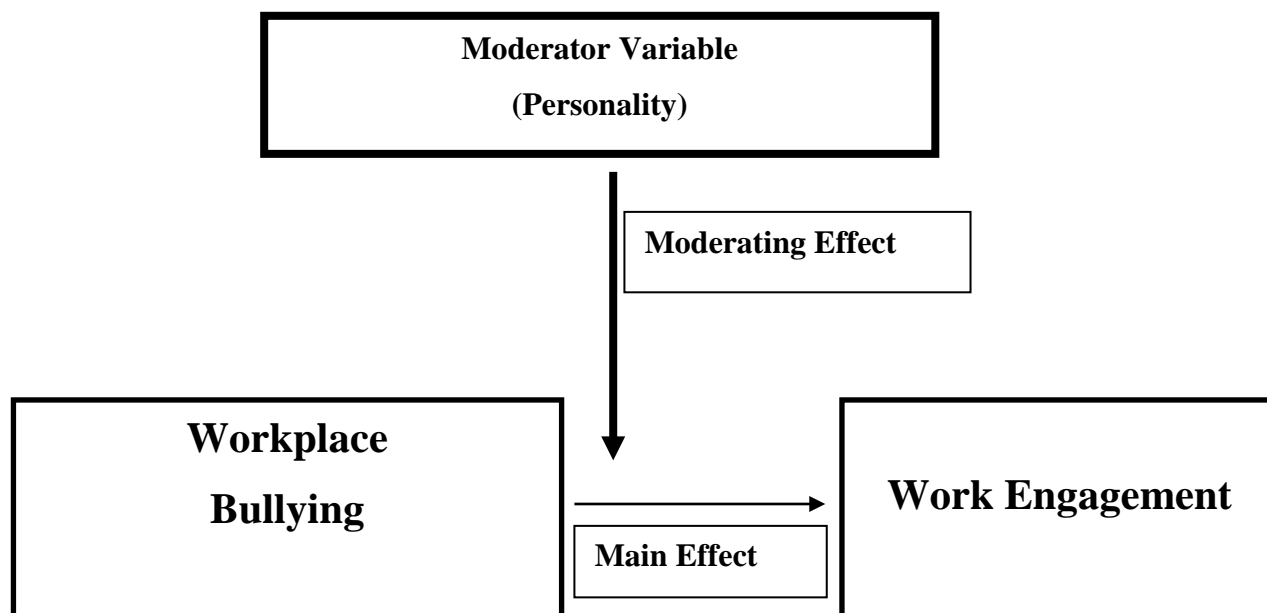 Moderator Variable
(Personality)
Moderating Effect
Workplace
Bullying
Work Engagement
Main Effect